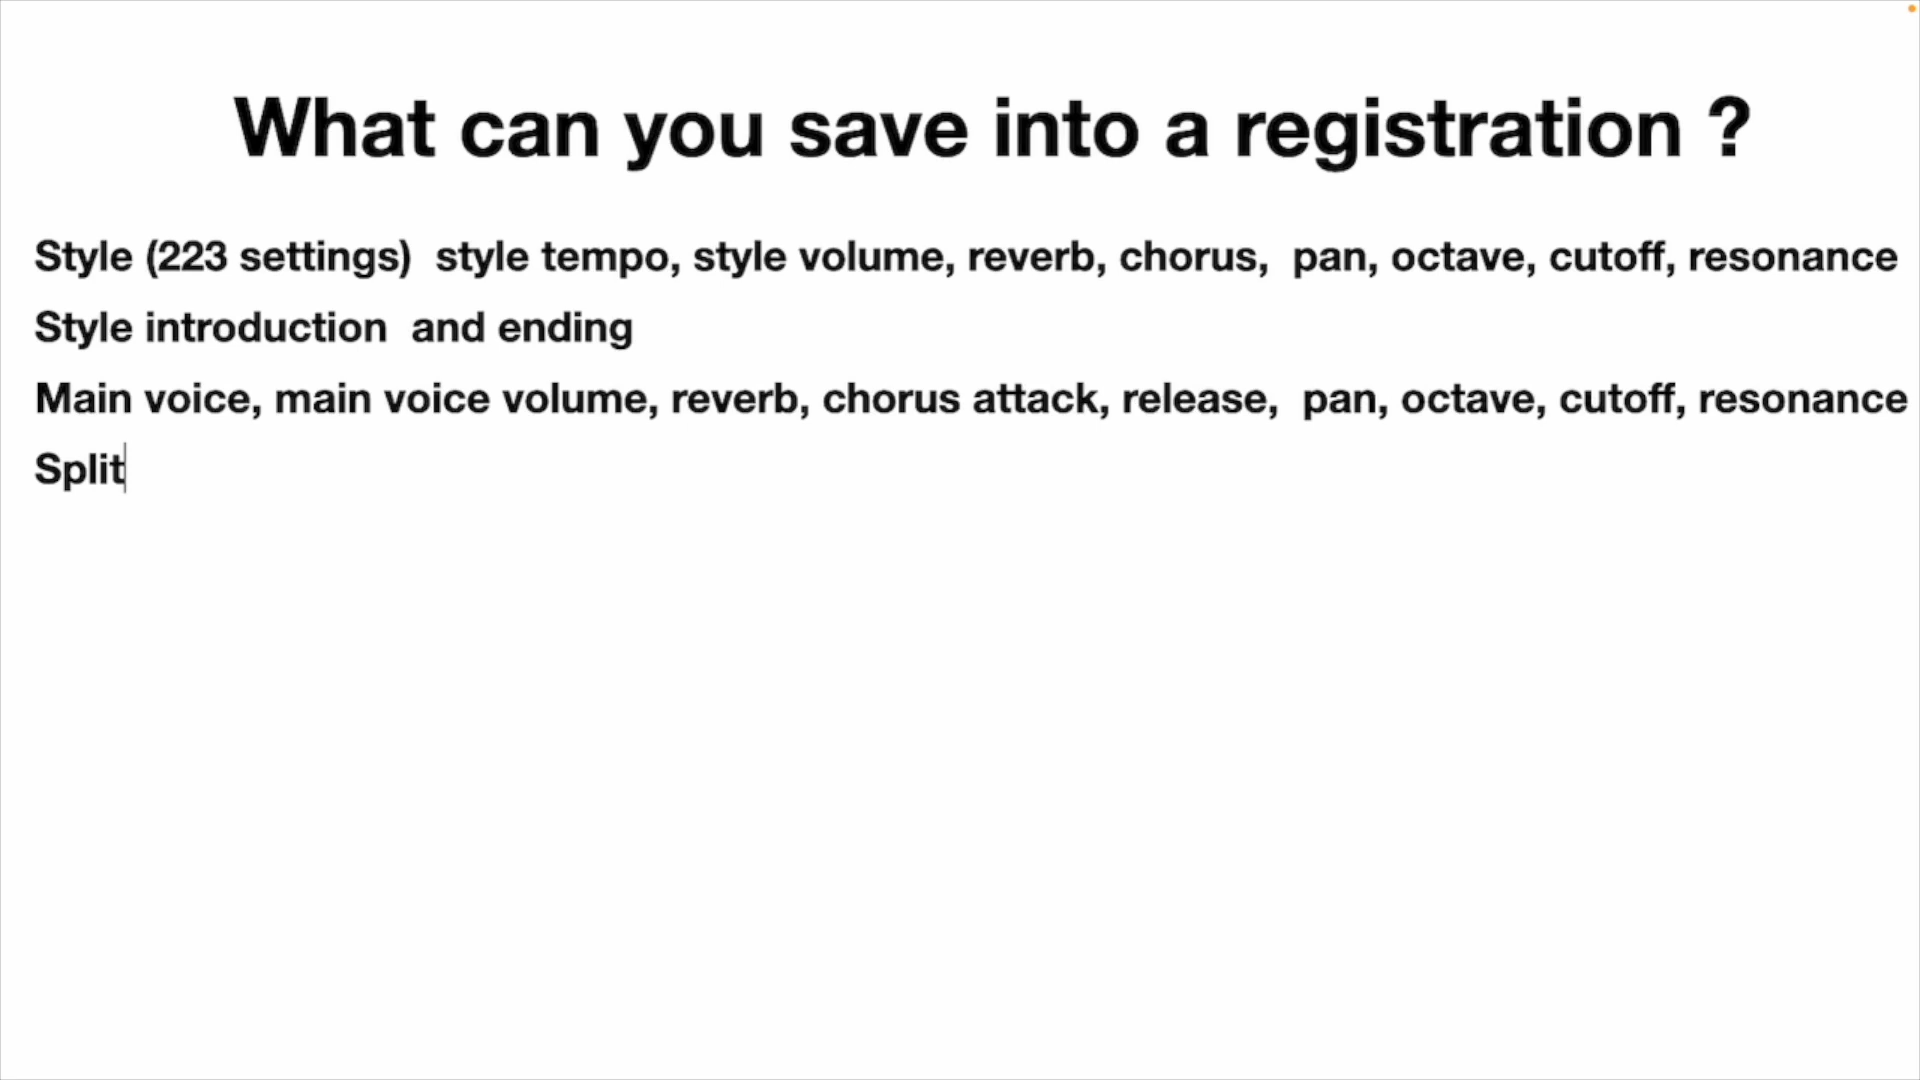 What can you save into a registration ?
Style (223 settings)  style tempo, style volume, reverb, chorus,  pan, octave, cutoff, resonance
Style introduction  and ending
Main voice, main voice volume, reverb, chorus attack, release,  pan, octave, cutoff, resonance
Split